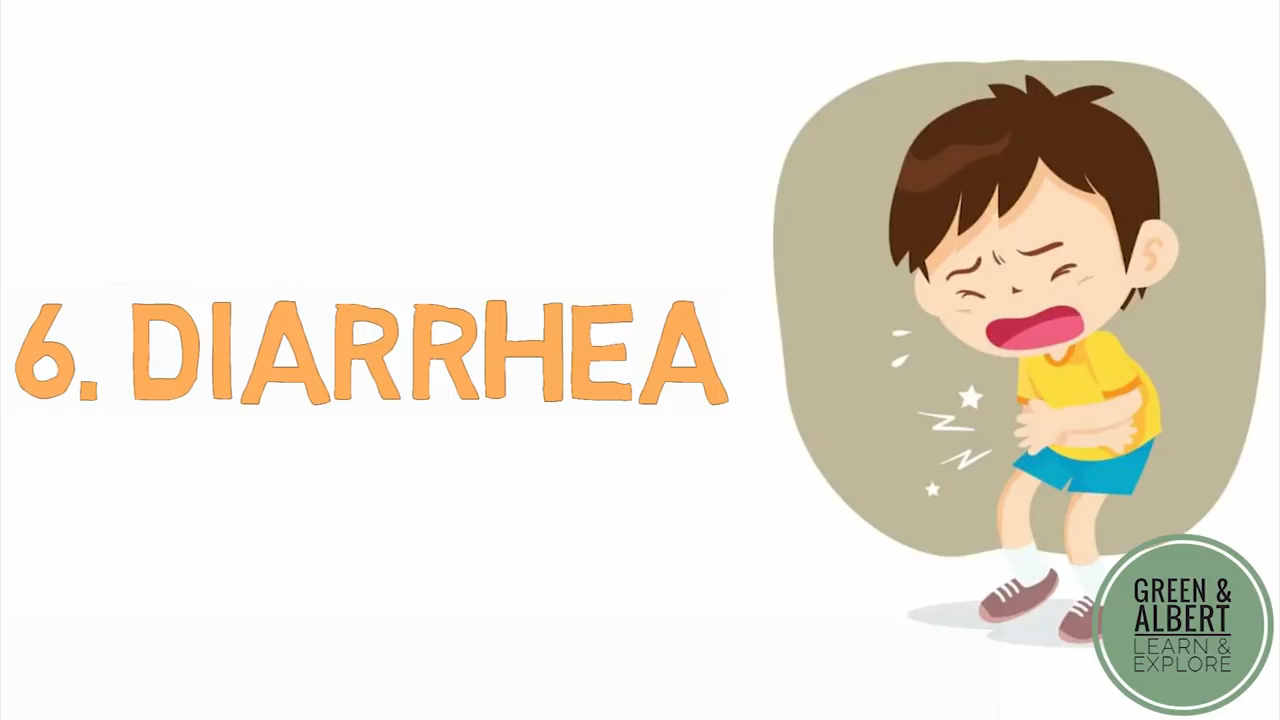 6. DIARRHEA
GREEN &
ALBERT
LEARN &
EXPLORE